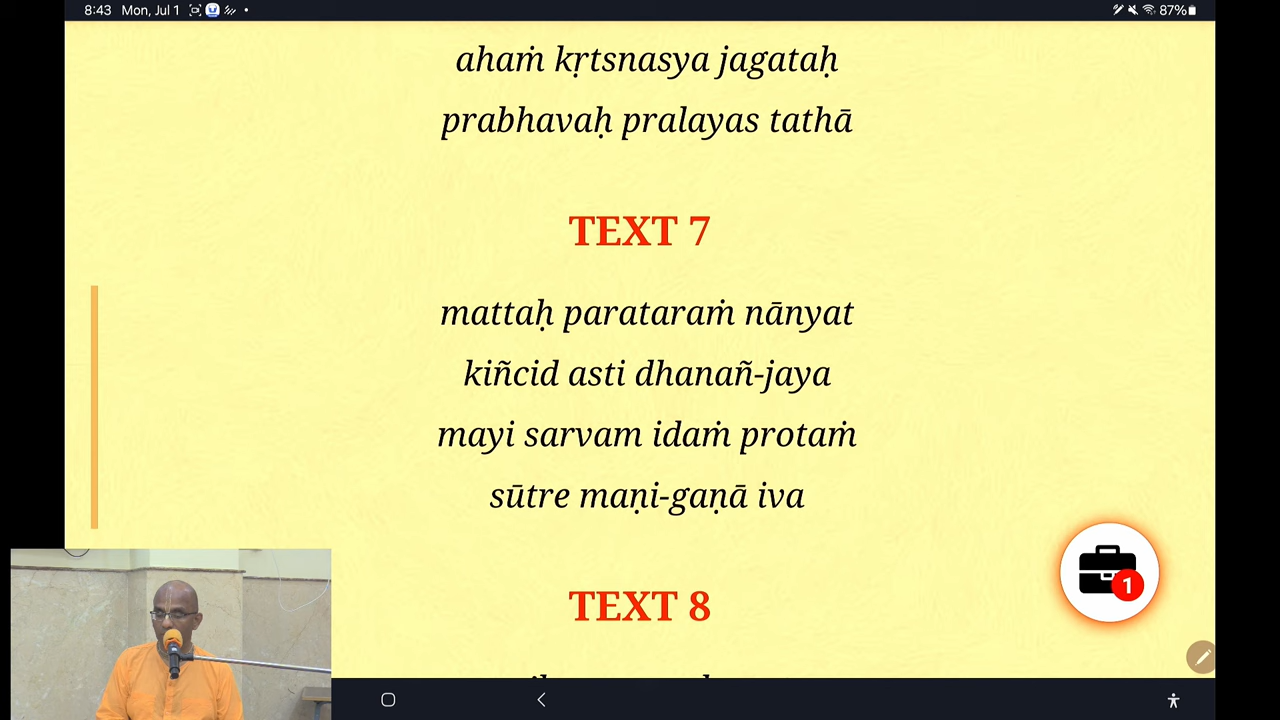 8:43 Mon, Jul 1
87%
ahaṁ kṛtsnasya jagataḥ
prabhavaḥ pralayas tathā
TEXT 7
mattaḥ parataraṁ nānyat
kiñcid asti dhanañ-jaya
mayi sarvam idaṁ protaṁ
sūtre maṇi-gaṇā iva
1
TEXT 8